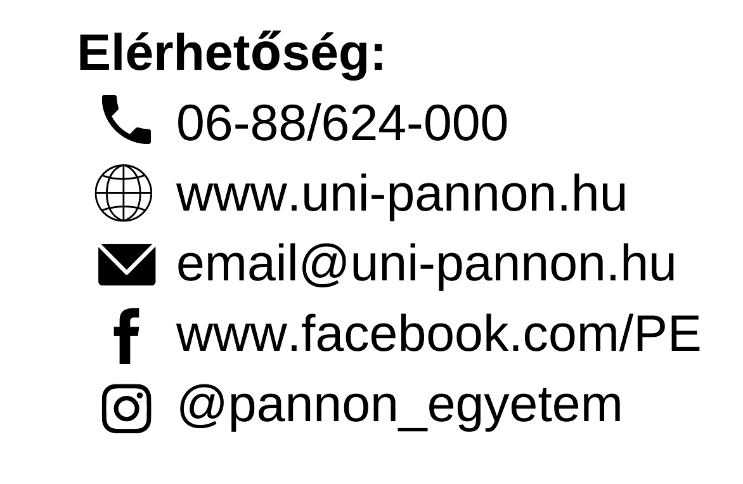 Elérhetőség:
06-88/624-000
www.uni-pannon.hu
email@uni-pannon.hu
www.facebook.com/PE
@pannon_egyetem